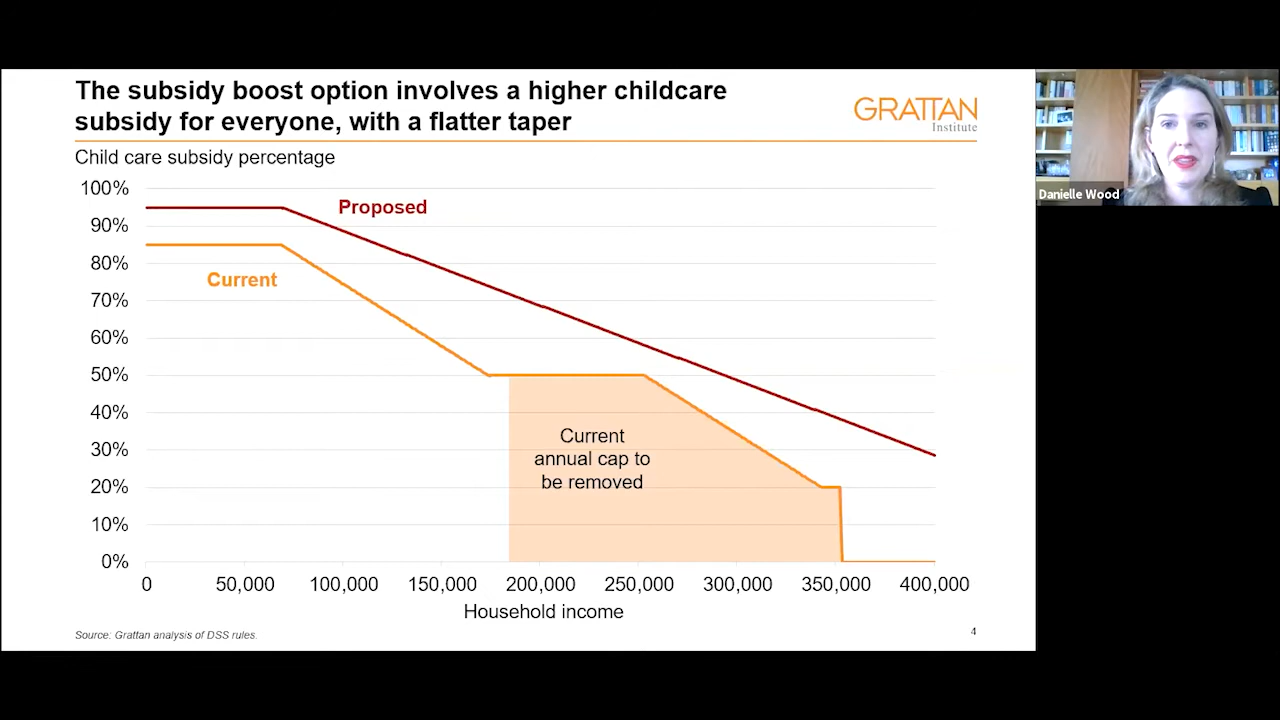 The subsidy boost option involves a higher childcare
subsidy for everyone, with a flatter taper
GRATTAN
Institute
Danielle Wood
Child care subsidy percentage
100%
90%
80%
70%
60%
50%
40%
30%
20%
10%
0%
Proposed
Current
Current
annual cap to
be removed
0 50,000 100,000 150,000 200,000 250,000 300,000 350,000 400,000
Household income
Source: Grattan analysis of DSS rules.
4